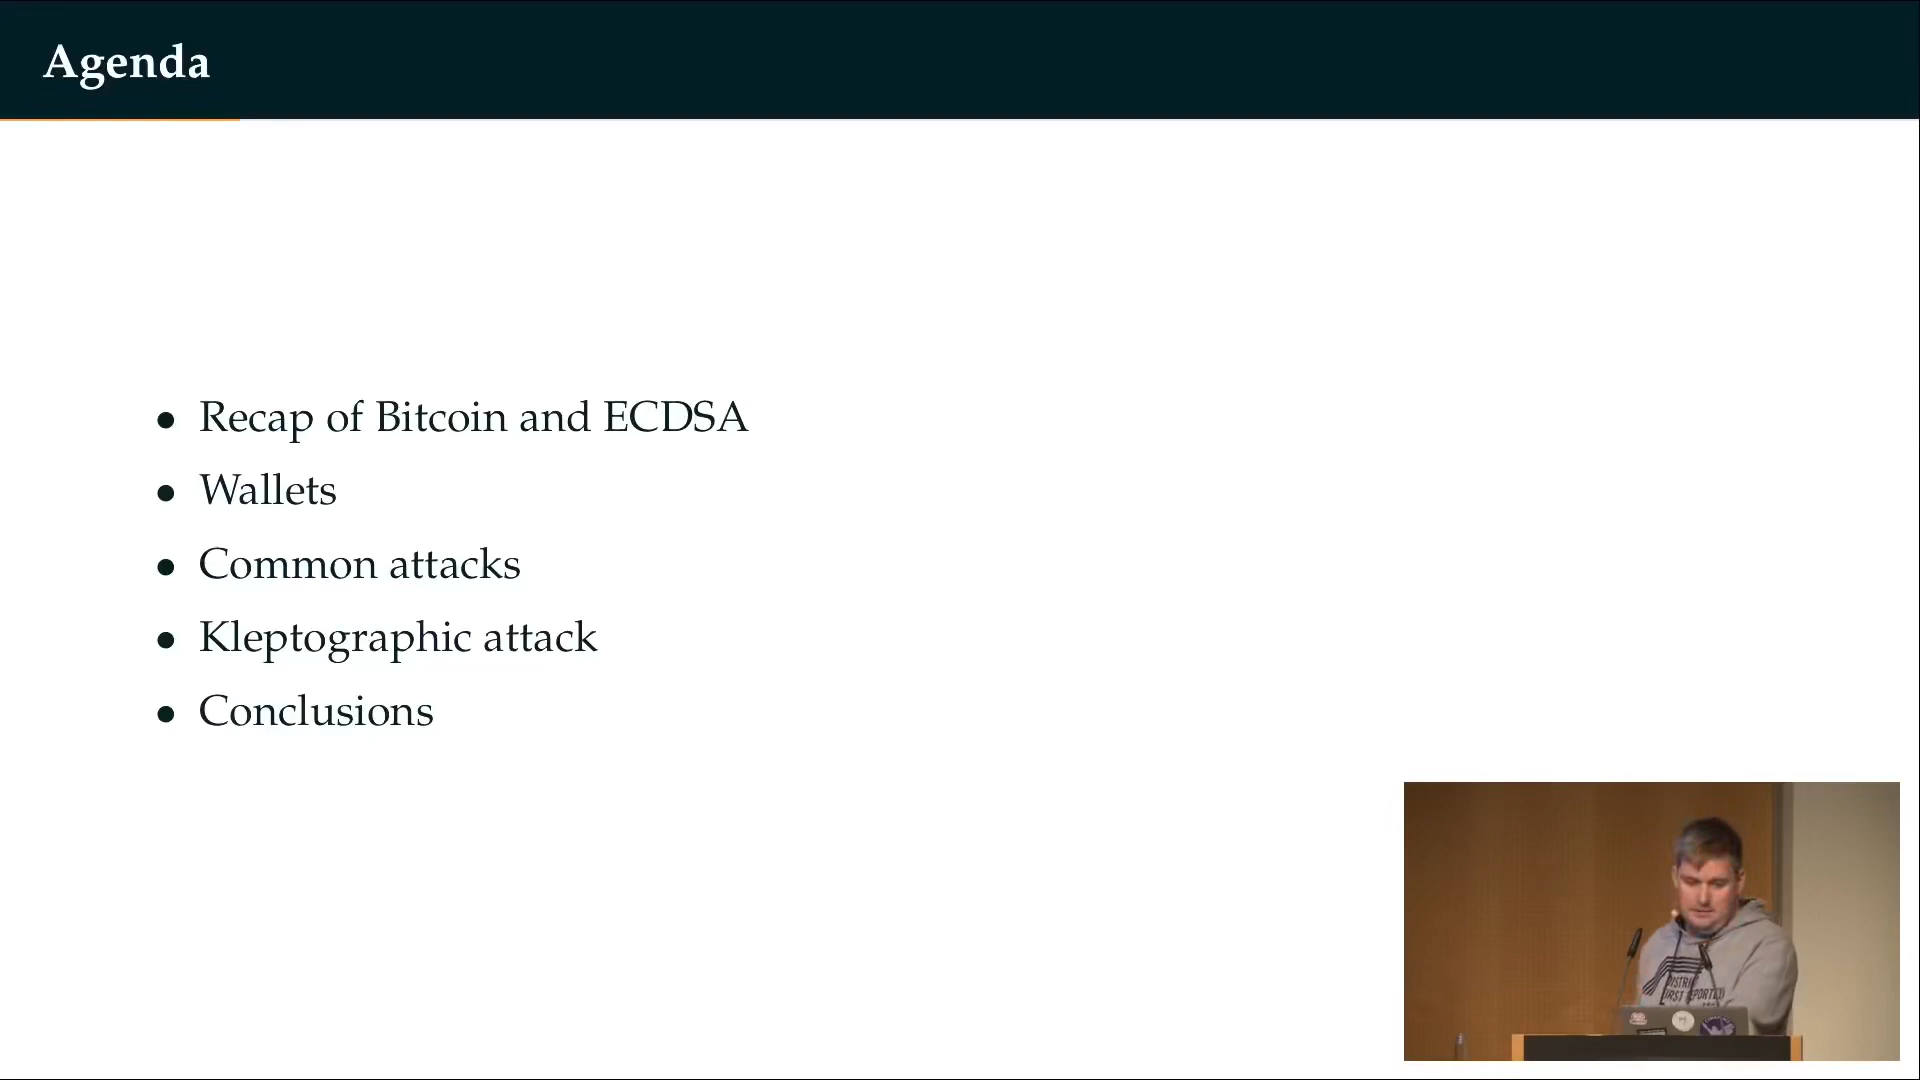 Agenda
• Recap of Bitcoin and ECDSA
• Wallets
• Common attacks
• Kleptographic attack
• Conclusions